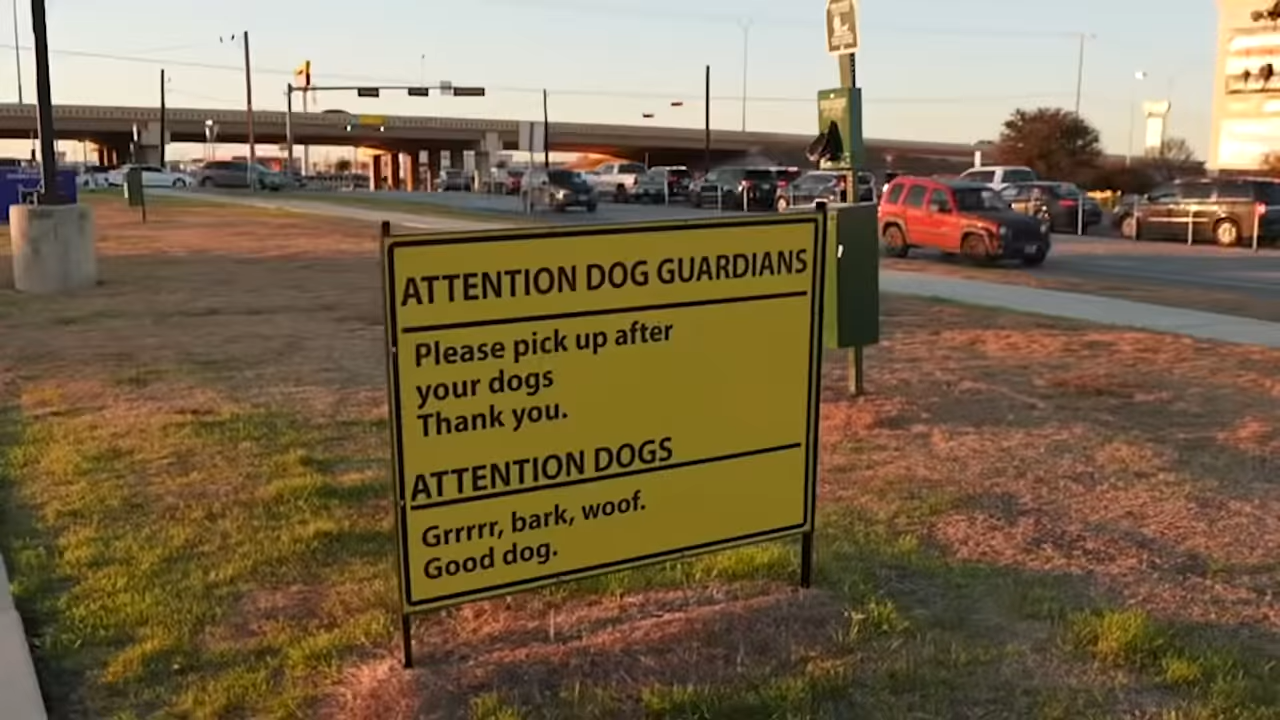 ATTENTION DOG GUARDIANS
Please pick up after
your dogs
Thank you.
ATTENTION DOGS
Grrrrr, bark, woof.
Good dog.